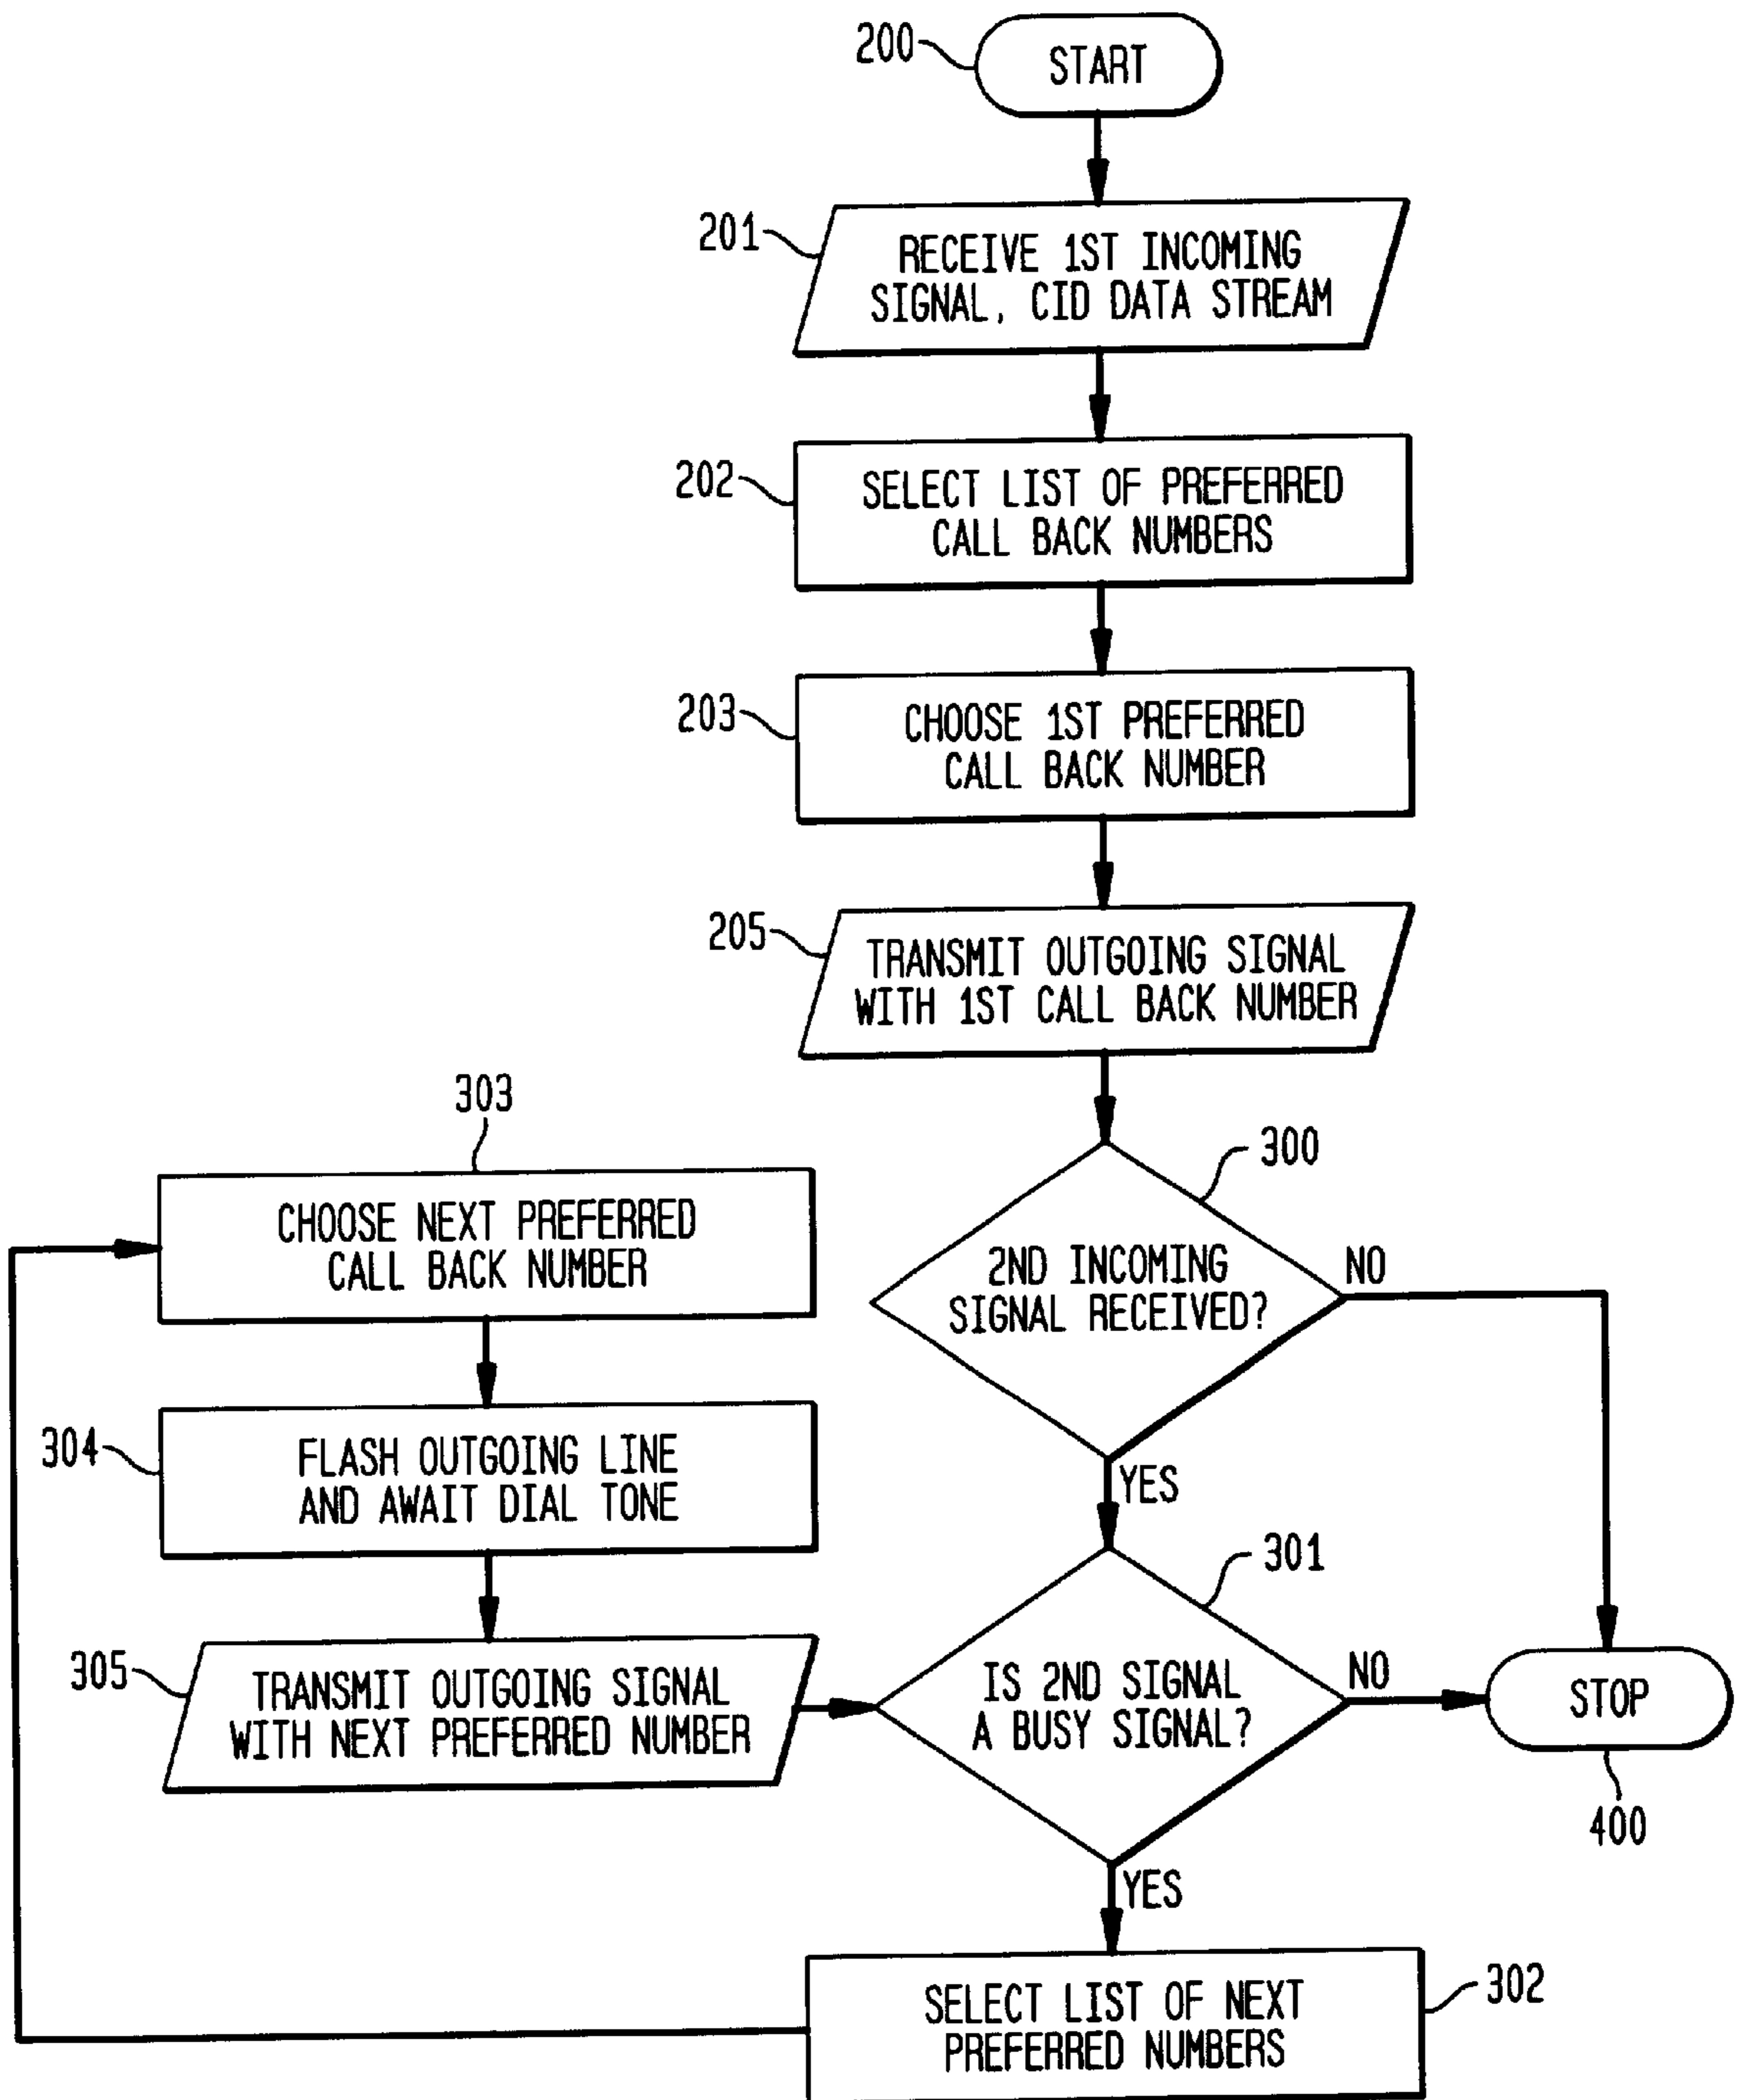 200
START
201
RECEIVE 1ST INCOMING
SIGNAL, CID DATA STREAM
202
SELECT LIST OF PREFERRED
CALL BACK NUMBERS
203
CHOOSE 1ST PREFERRED
CALL BACK NUMBER
205
TRANSMIT OUTGOING SIGNAL
WITH 1ST CALL BACK NUMBER
300
2ND INCOMING
SIGNAL RECEIVED?
NO
YES
301
IS 2ND SIGNAL
A BUSY SIGNAL?
NO
STOP
400
YES
302
SELECT LIST OF NEXT
PREFERRED NUMBERS
303
CHOOSE NEXT PREFERRED
CALL BACK NUMBER
304
FLASH OUTGOING LINE
AND AWAIT DIAL TONE
305
TRANSMIT OUTGOING SIGNAL
WITH NEXT PREFERRED NUMBER